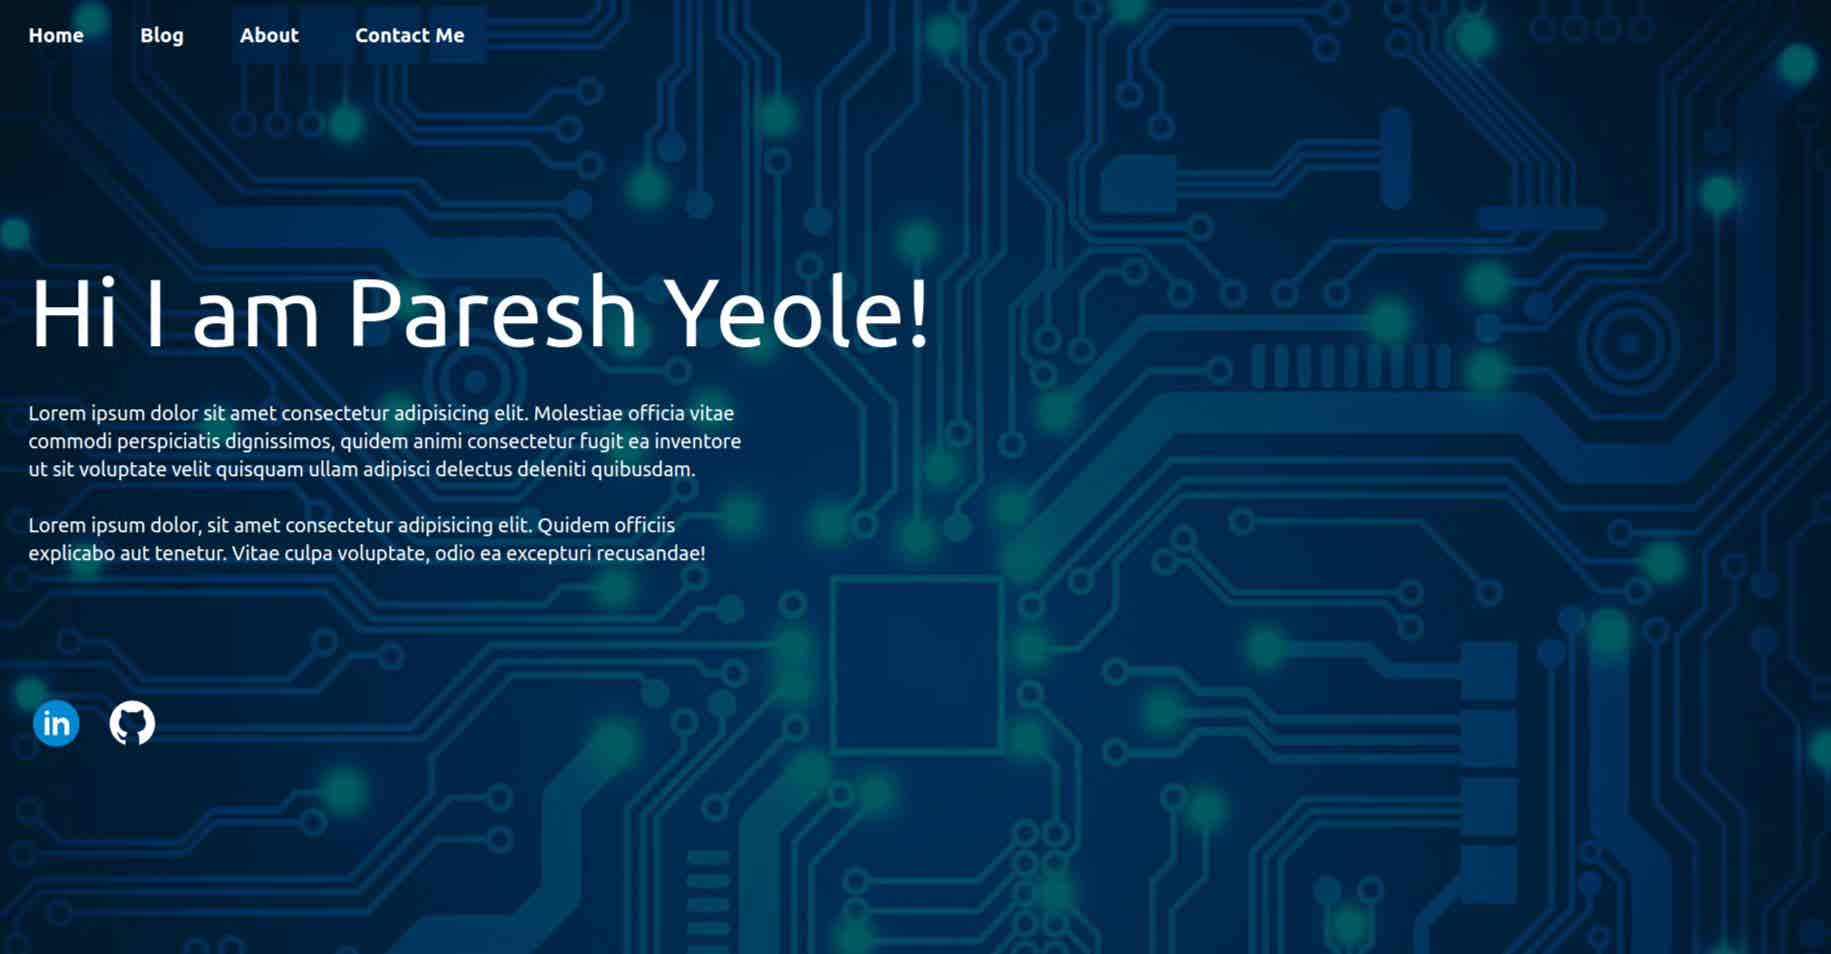 Home Blog About Contact Me
Hi I am Paresh Yeole!
Lorem ipsum dolor sit amet consectetur adipisicing elit. Molestiae officia vitae
commodi perspiciatis dignissimos, quidem animi consectetur fugit ea inventore
ut sit voluptate velit quisquam ullam adipisci delectus deleniti quibusdam.
Lorem ipsum dolor, sit amet consectetur adipisicing elit. Quidem officiis
explicabo aut tenetur. Vitae culpa voluptate, odio ea excepturi recusandae!
in